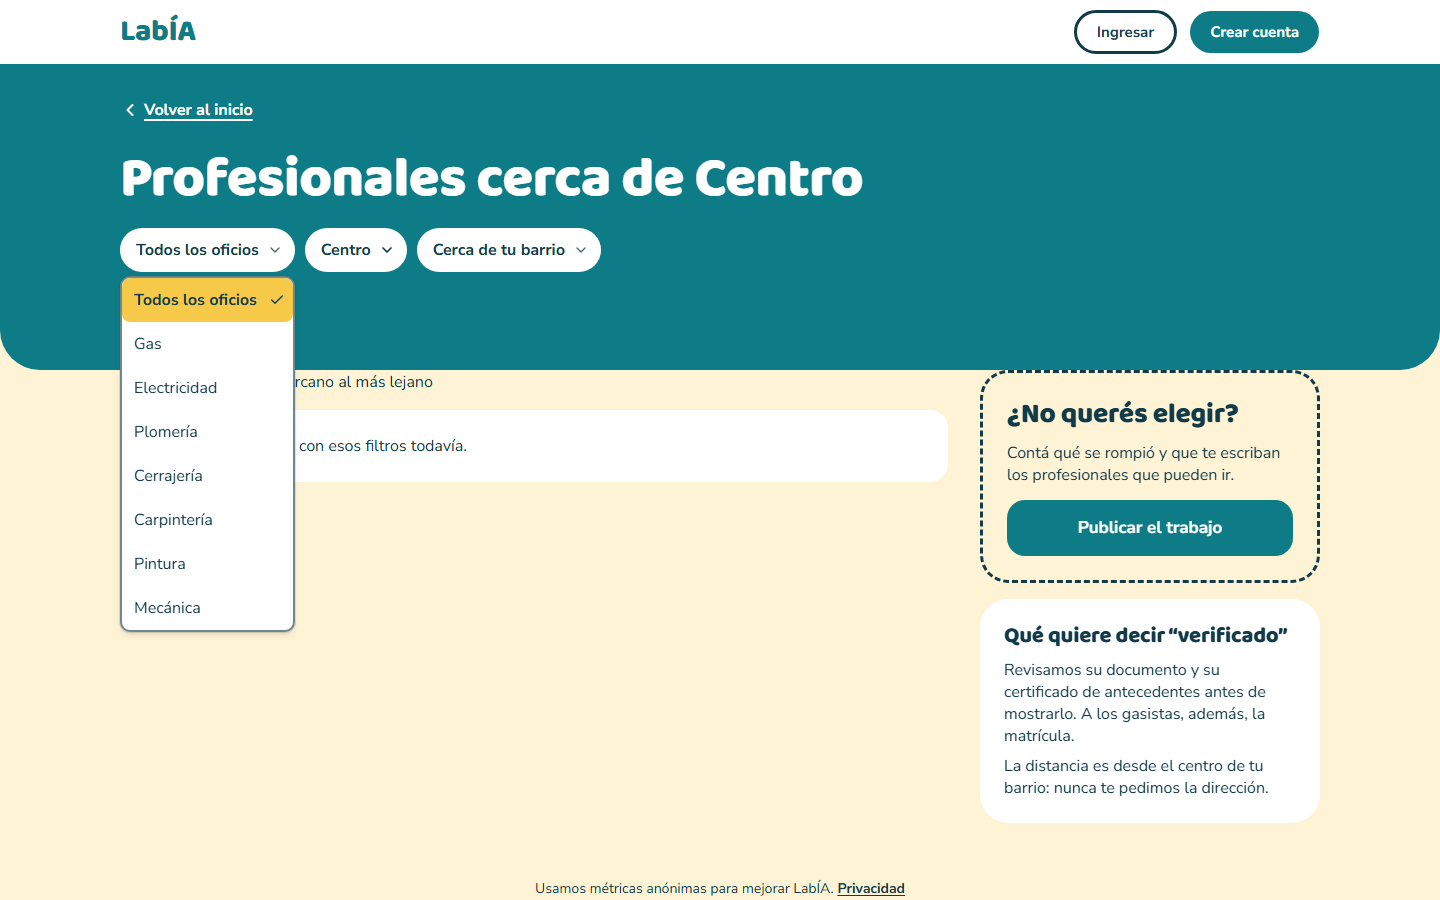 LabÍA
Ingresar
Crear cuenta
Volver al inicio
Profesionales cerca de Centro
Todos los oficios
Centro
Cerca de tu barrio
Todos los oficios
Gas
Electricidad
Plomería
Cerrajería
Carpintería
Pintura
Mecánica
rcano al más lejano
con esos filtros todavía.
¿No querés elegir?
Contá qué se rompió y que te escriban
los profesionales que pueden ir.
Publicar el trabajo
Qué quiere decir “verificado”
Revisamos su documento y su
certificado de antecedentes antes de
mostrarlo. A los gasistas, además, la
matrícula.
La distancia es desde el centro de tu
barrio: nunca te pedimos la dirección.
Usamos métricas anónimas para mejorar LabÍA. Privacidad